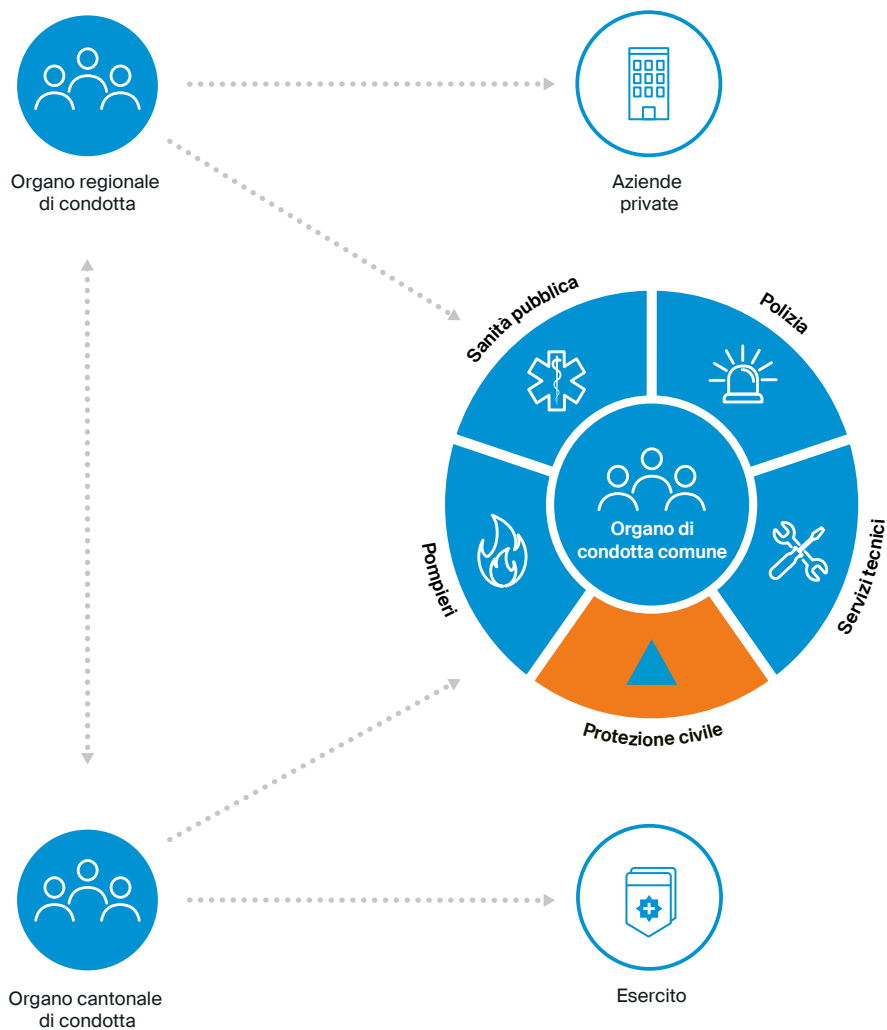 Organo regionale
di condotta
Aziende
private
Sanità pubblica
Polizia
Organo di
condotta comune
Pompieri
Servizi tecnici
Protezione civile
Organo cantonale
di condotta
Esercito